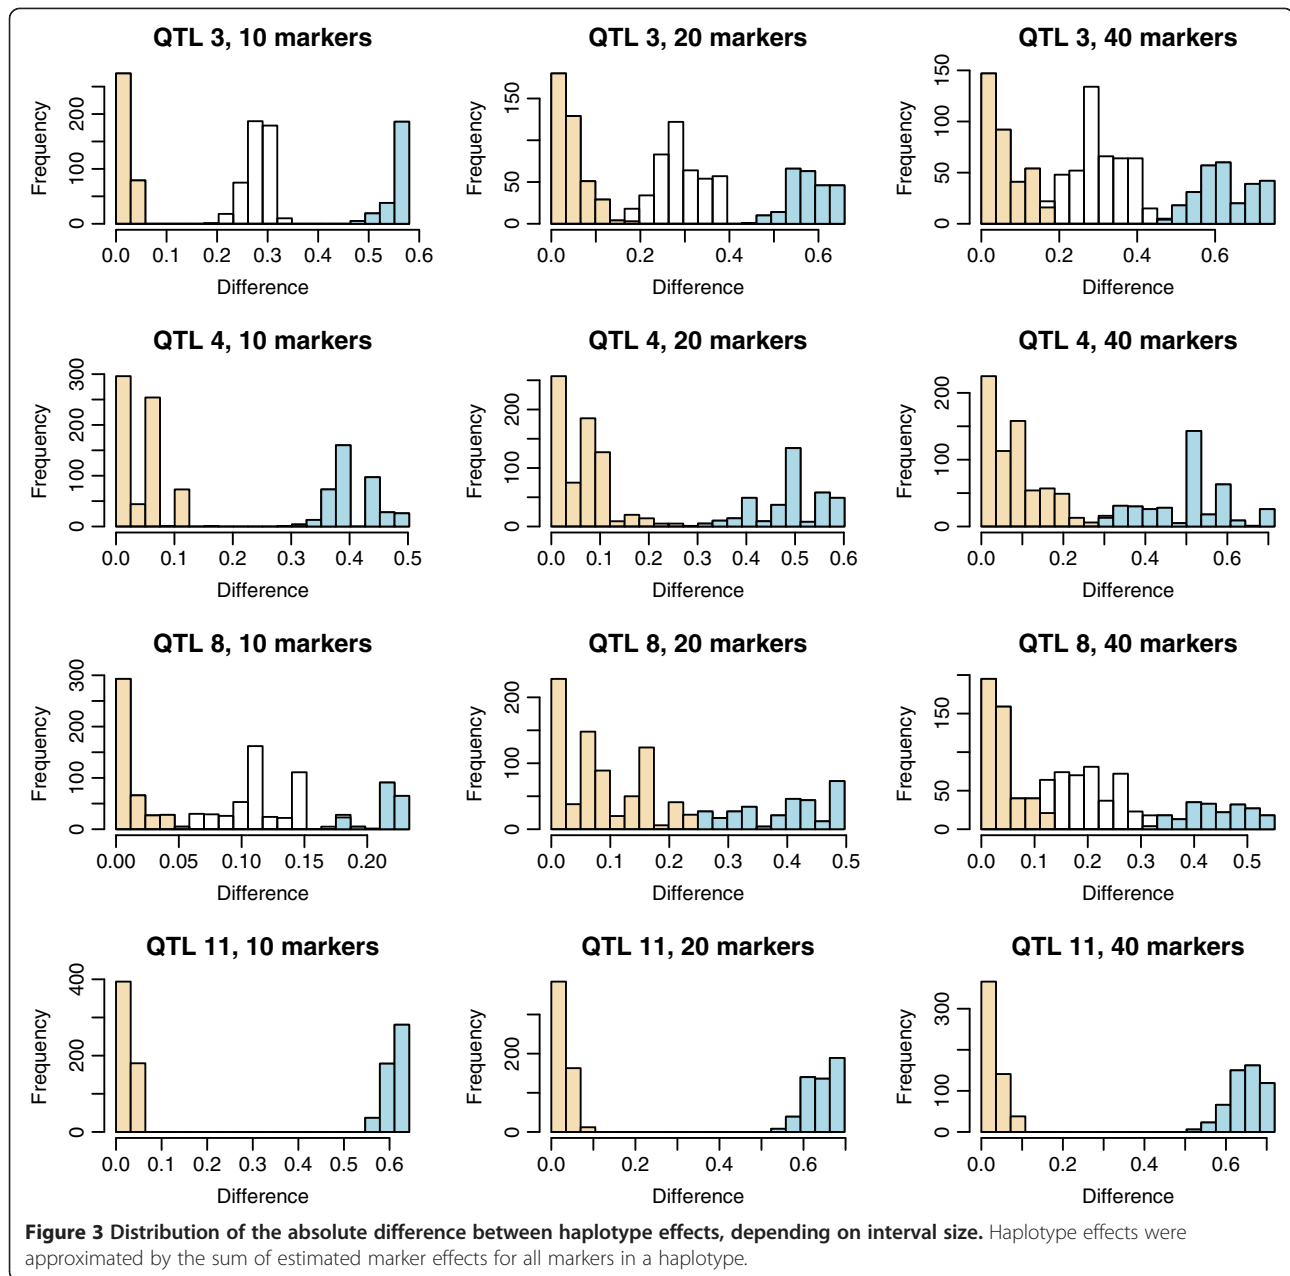 QTL 3, 10 markers
Frequency
0 100 200
0.0 0.1 0.2 0.3 0.4 0.5 0.6
Difference
QTL 3, 20 markers
Frequency
0 50 150
0.0 0.2 0.4 0.6
Difference
QTL 3, 40 markers
Frequency
0 50 100 150
0.0 0.2 0.4 0.6
Difference
QTL 4, 10 markers
Frequency
0 100 200 300
0.0 0.1 0.2 0.3 0.4 0.5
Difference
QTL 4, 20 markers
Frequency
0 100 200
0.0 0.1 0.2 0.3 0.4 0.5 0.6
Difference
QTL 4, 40 markers
Frequency
0 100 200
0.0 0.2 0.4 0.6
Difference
QTL 8, 10 markers
Frequency
0 100 200 300
0.00 0.05 0.10 0.15 0.20
Difference
QTL 8, 20 markers
Frequency
0 100 200
0.0 0.1 0.2 0.3 0.4 0.5
Difference
QTL 8, 40 markers
Frequency
0 50 150
0.0 0.1 0.2 0.3 0.4 0.5
Difference
QTL 11, 10 markers
Frequency
0 200 400
0.0 0.1 0.2 0.3 0.4 0.5 0.6
Difference
QTL 11, 20 markers
Frequency
0 200
0.0 0.2 0.4 0.6
Difference
QTL 11, 40 markers
Frequency
0 100 300
0.0 0.2 0.4 0.6
Difference
Figure 3 Distribution of the absolute difference between haplotype effects, depending on interval size. Haplotype effects were
approximated by the sum of estimated marker effects for all markers in a haplotype.